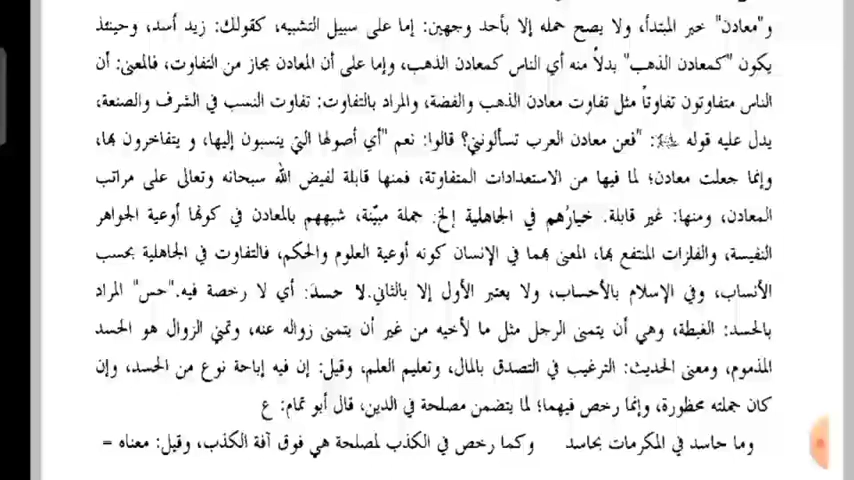 و"معادن" خبر المبتدأ، ولا يصح حمله إلا بأحد وجهين: إما على سبيل التشبيه، كقولك: زيد أسد، وحينئذ
يكون "كمعادن الذهب" بدلاً منه أي الناس كمعادن الذهب، وإما على أن المعادن مجاز من التفاوت، فالمعنى: أن
الناس متفاوتون تفاوتاً مثل تفاوت معادن الذهب والفضة، والمراد بالتفاوت: تفاوت النسب في الشرف والصنعة،
يدل عليه قوله ﷺ: "فعن معادن العرب تسألونني؟ قالوا: نعم "أي أصولها التي ينسبون إليها، و يتفاخرون بها،
وإنما جعلت معادن؛ لما فيها من الاستعدادات المتفاوتة، فمنها قابلة لفيض الله سبحانه وتعالى على مراتب
المعادن، ومنها: غير قابلة. خيارُهم في الجاهلية إلخ: جملة مبيّنة، شبههم بالمعادن في كونها أوعية الجواهر
النفيسة، والفلزات المنتفع بها، المعنى بهما في الإنسان كونه أوعية العلوم والحكم، فالتفاوت في الجاهلية بحسب
الأنساب، وفي الإسلام بالأحساب، ولا يعتبر الأول إلا بالثاني.لا حسدَ: أي لا رخصة فيه."حس" المراد
بالحسد: الغبطة، وهي أن يتمنى الرجل مثل ما لأخيه من غير أن يتمنى زواله عنه، وتمني الزوال هو الحسد
المذموم، ومعنى الحديث: الترغيب في التصدق بالمال، وتعليم العلم، وقيل: إن فيه إباحة نوع من الحسد، وإن
كان جملته محظورة، وإنما رخص فيهما؛ لما يتضمن مصلحة في الدين، قال أبو تمام: ع
وما حاسد في المكرمات بحاسد وكما رخص في الكذب لمصلحة هي فوق آفة الكذب، وقيل: معناه =